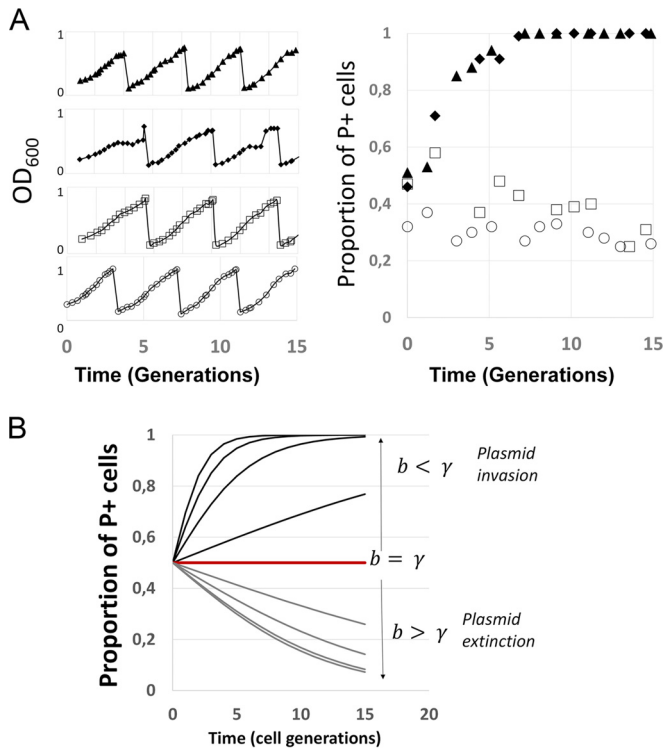 A
1
0
1
0
1
0
1
0
OD600
0 5 10 15
Time (Generations)
Proportion of P+ cells
1
0,8
0,6
0,4
0,2
0
0 5 10 15
Time (Generations)
B
Proportion of P+ cells
1
0,8
0,6
0,4
0,2
0
0 5 10 15 20
Time (cell generations)
b < γ
Plasmid
invasion
b = γ
b > γ
Plasmid
extinction